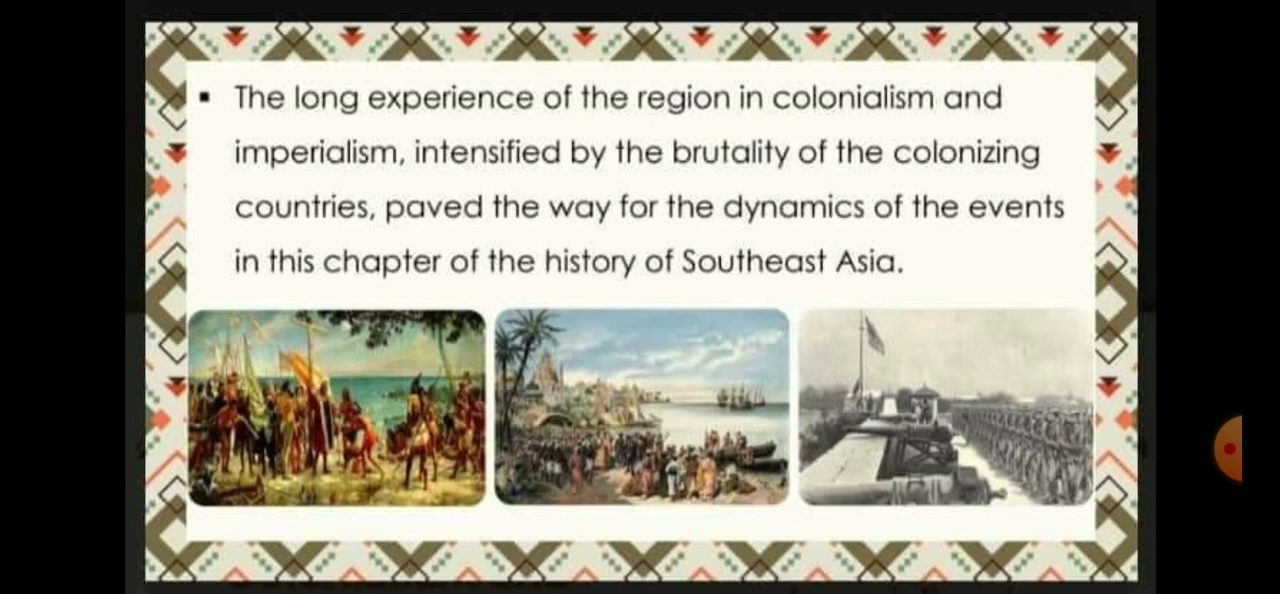 ▪ The long experience of the region in colonialism and
imperialism, intensified by the brutality of the colonizing
countries, paved the way for the dynamics of the events
in this chapter of the history of Southeast Asia.